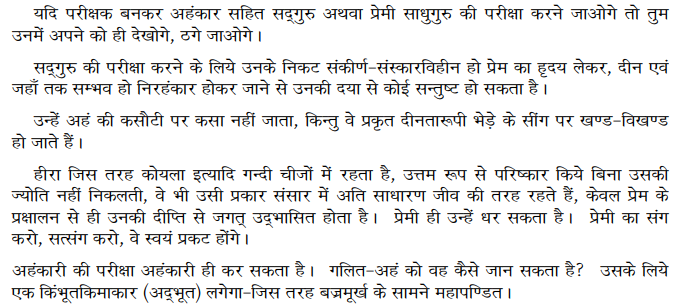 यदि परीक्षक बनकर अहंकार सहित सद्‌गुरु अथवा प्रेमी साधुगुरु की परीक्षा करने जाओगे तो तुम
उनमें अपने को ही देखोगे, ठगे जाओगे।
सद्‌गुरु की परीक्षा करने के लिये उनके निकट संकीर्ण-संस्कारविहीन हो प्रेम का हृदय लेकर, दीन एवं
जहाँ तक सम्भव हो निरहंकार होकर जाने से उनकी दया से कोई सन्तुष्ट हो सकता है।
उन्हें अहं की कसौटी पर कसा नहीं जाता, किन्तु वे प्रकृत दीनतारूपी भेड़े के सींग पर खण्ड-विखण्ड
हो जाते हैं।
हीरा जिस तरह कोयला इत्यादि गन्दी चीजों में रहता है, उत्तम रूप से परिष्कार किये बिना उसकी
ज्योति नहीं निकलती, वे भी उसी प्रकार संसार में अति साधारण जीव की तरह रहते हैं, केवल प्रेम के
प्रक्षालन से ही उनकी दीप्ति से जगत् उद्‌भासित होता है। प्रेमी ही उन्हें धर सकता है। प्रेमी का संग
करो, सत्संग करो, वे स्वयं प्रकट होंगे।
अहंकारी की परीक्षा अहंकारी ही कर सकता है। गलित-अहं को वह कैसे जान सकता है? उसके लिये
एक किंभूतकिमाकार (अद्‌भूत) लगेगा-जिस तरह बज्रमूर्ख के सामने महापण्डित।